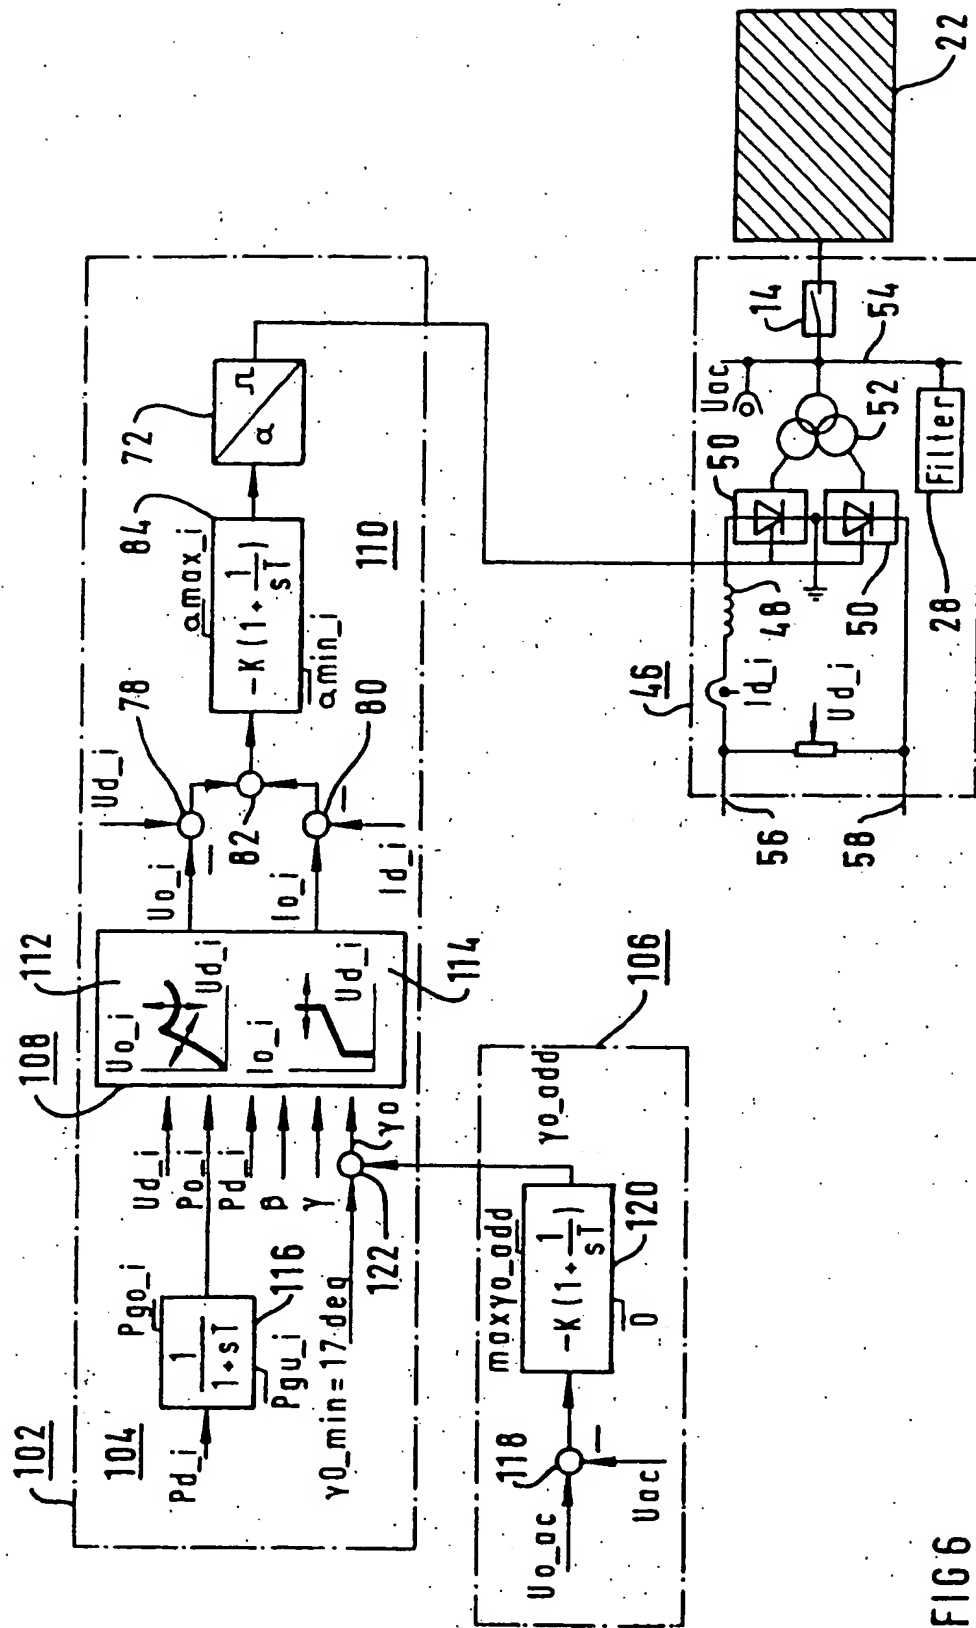 102
104
Pd_i
1
1+sT
Pgo_i
Pgu_i
116
γ0_min = 17 deg
122
Ud_i
Po_i
Pd_i
β
γ
γo
108
112
Uo_i
Ud_i
Io_i
Ud_i
114
Uo_i
Io_i
Ud_i
78
82
80
Id_i
αmax_i
84
-K(1+ 1
sT)
αmin_i
110
72
α
106
Uo_ac
118
Uac
maxγo_add
-K(1+ 1
sT)
0
120
γo_add
46
56
58
Id_i
Ud_i
48
50
50
Uac
52
14
54
Filter
28
22
FIG 6